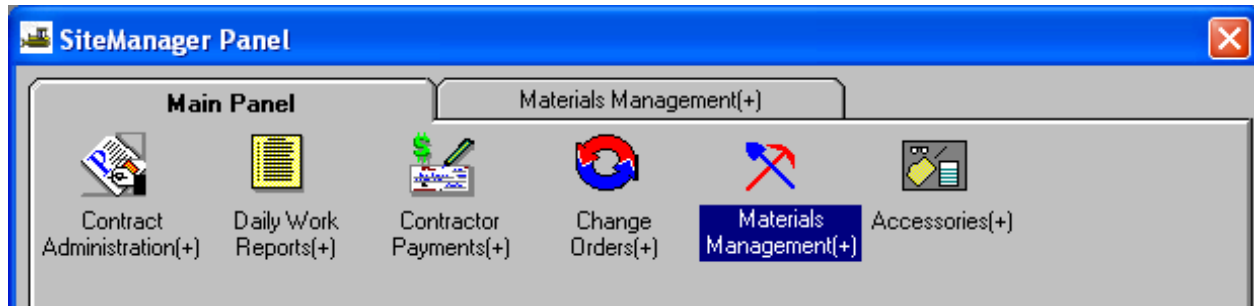 SiteManager Panel
Main Panel
Materials Management(+)
Contract
Administration(+)
Daily Work
Reports(+)
Contractor
Payments(+)
Change
Orders(+)
Materials
Management(+)
Accessories(+)